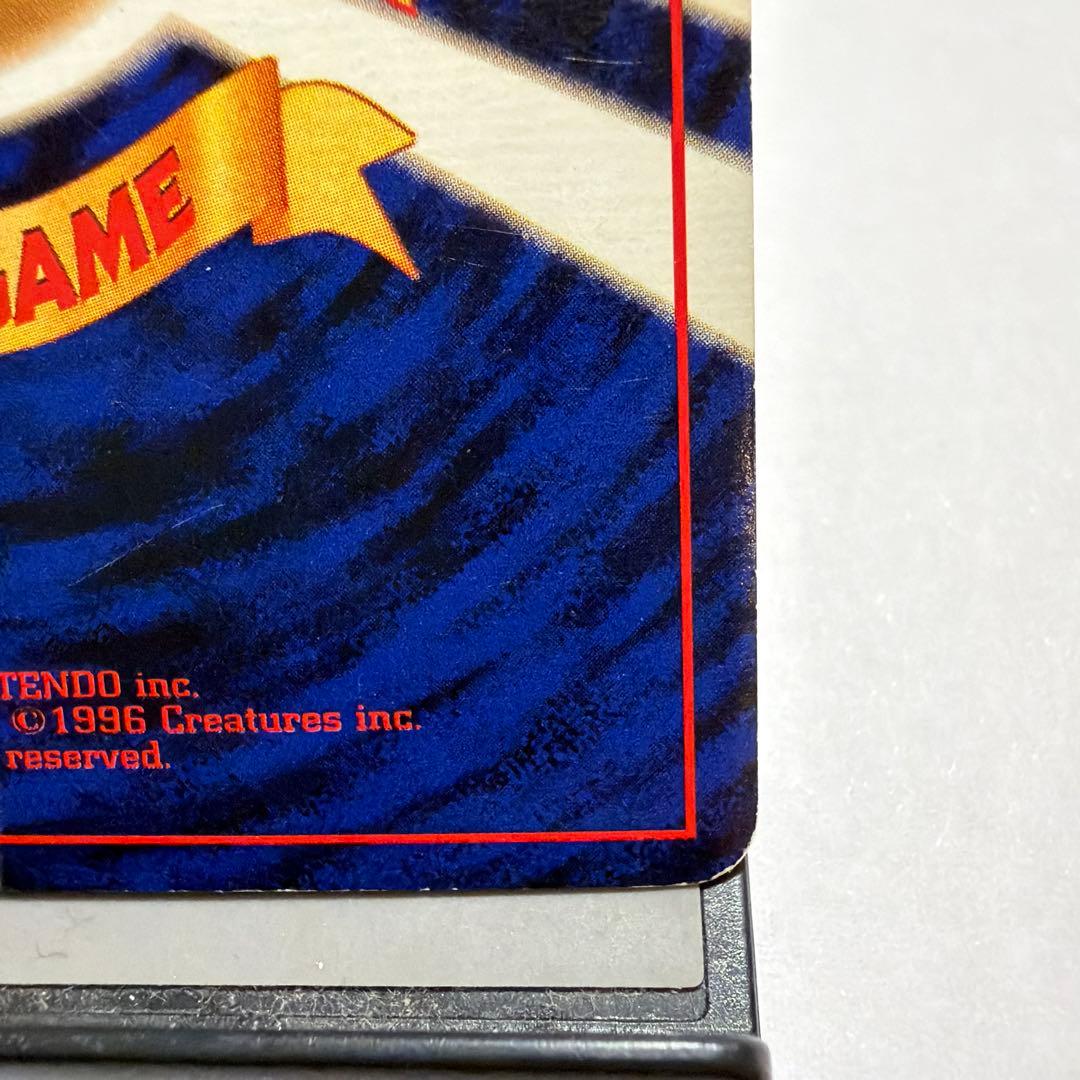 GAME
TENDO inc.
©1996 Creatures inc.
reserved.